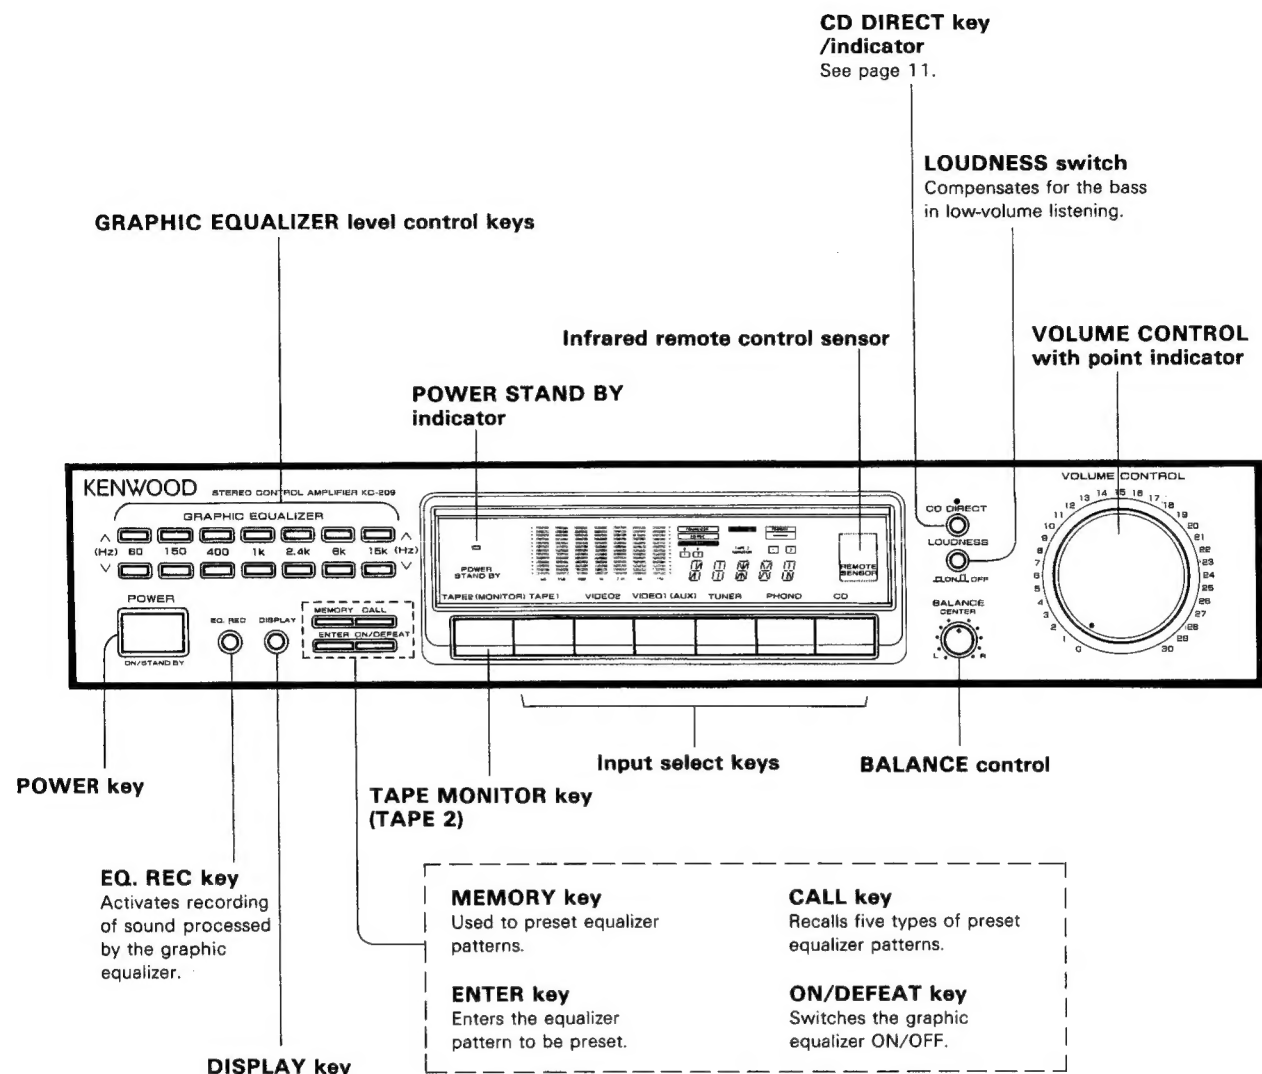 CD DIRECT key
/indicator
See page 11.
LOUDNESS switch
Compensates for the bass
in low-volume listening.
GRAPHIC EQUALIZER level control keys
Infrared remote control sensor
VOLUME CONTROL
with point indicator
POWER STAND BY
indicator
KENWOOD STEREO CONTROL AMPLIFIER KC-209
GRAPHIC EQUALIZER
(Hz) 60 150 400 1k 2.4k 6k 15k (Hz)
POWER
ON/STAND BY
EQ. REC DISPLAY
MEMORY CALL
ENTER ON/DEFEAT
POWER
STAND BY
REMOTE
SENSOR
TAPE2 (MONITOR) TAPE1 VIDEO2 VIDEO1 (AUX) TUNER PHONO CD
CD DIRECT
LOUDNESS
ON OFF
BALANCE
CENTER
L R
VOLUME CONTROL
0 1 2 3 4 5 6 7 8 9 10 11 12 13 14 15 16 17 18 19 20 21 22 23 24 25 26 27 28 29 30
POWER key
TAPE MONITOR key
(TAPE 2)
Input select keys
BALANCE control
EQ. REC key
Activates recording
of sound processed
by the graphic
equalizer.
MEMORY key
Used to preset equalizer
patterns.
CALL key
Recalls five types of preset
equalizer patterns.
ENTER key
Enters the equalizer
pattern to be preset.
ON/DEFEAT key
Switches the graphic
equalizer ON/OFF.
DISPLAY key